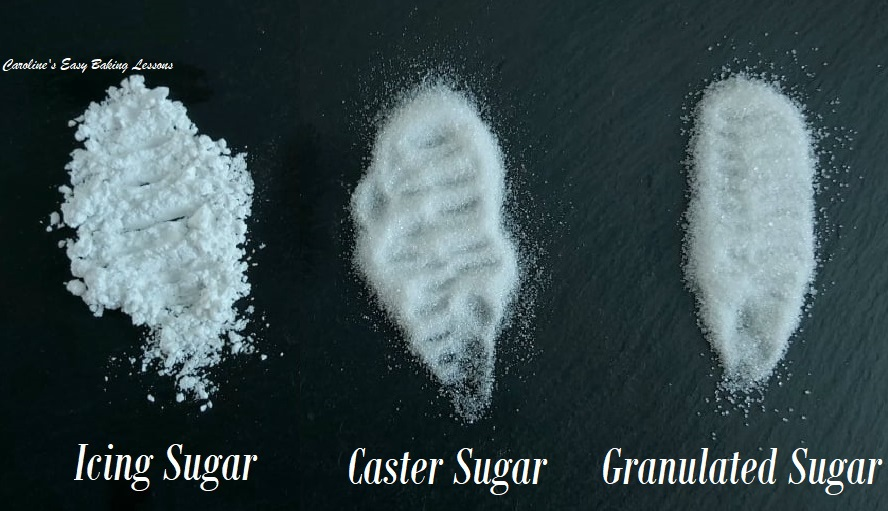 Caroline's Easy Baking Lessons
Icing Sugar
Caster Sugar
Granulated Sugar